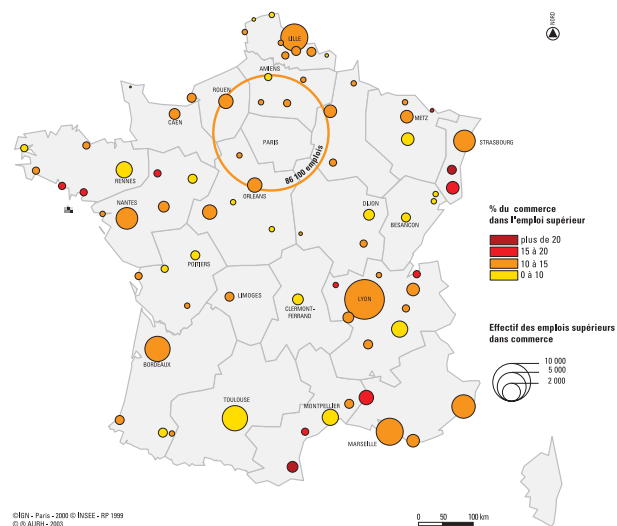 NORD
LILLE
AMIENS
ROUEN
CAEN
METZ
PARIS
STRASBOURG
86 100 emplois
RENNES
ORLEANS
NANTES
DIJON
BESANCON
% du commerce
dans l'emploi supérieur
plus de 20
15 à 20
10 à 15
0 à 10
POITIERS
LIMOGES
CLERMONT-
FERRAND
LYON
Effectif des emplois supérieurs
dans commerce
10 000
5 000
2 000
BORDEAUX
TOULOUSE
MONTPELLIER
MARSEILLE
©IGN - Paris - 2000 © INSEE - RP 1999
© ® AURH - 2003
0 50 100 km